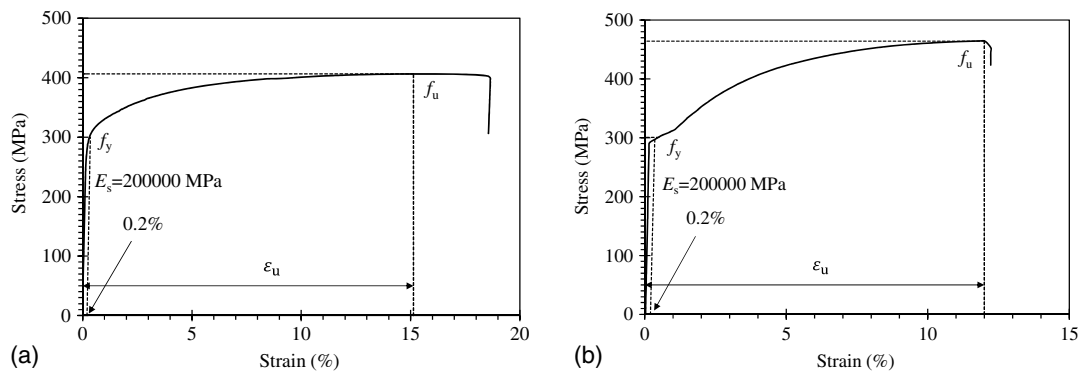 500
400
300
200
100
0
Stress (MPa)
f_u
f_y
E_s=200000 MPa
0.2%
ε_u
0 5 10 15 20
Strain (%)
(a)
500
400
300
200
100
0
Stress (MPa)
f_u
f_y
E_s=200000 MPa
0.2%
ε_u
0 5 10 15
Strain (%)
(b)